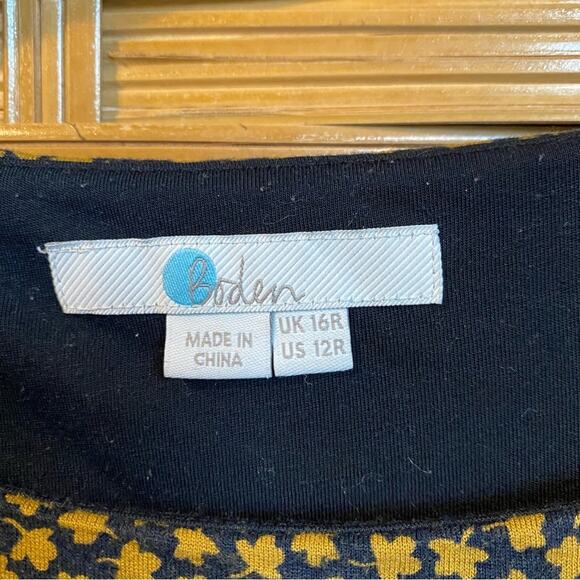 Boden
MADE IN
CHINA
UK 16R
US 12R